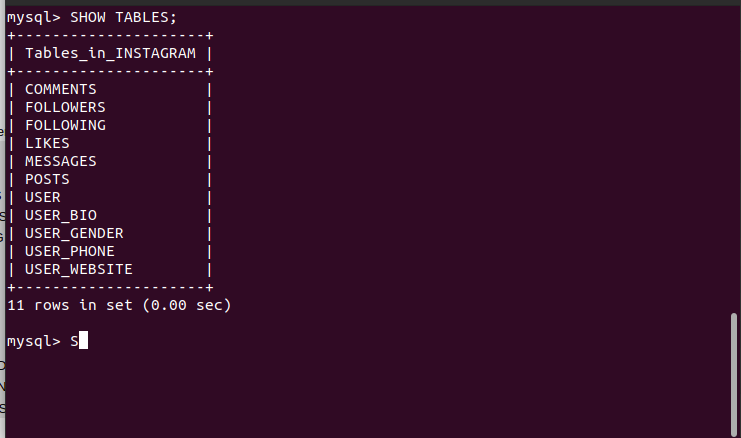 mysql> SHOW TABLES;
+---------------------+
| Tables_in_INSTAGRAM |
+---------------------+
| COMMENTS            |
| FOLLOWERS           |
| FOLLOWING           |
| LIKES               |
| MESSAGES            |
| POSTS               |
| USER                |
| USER_BIO            |
| USER_GENDER         |
| USER_PHONE          |
| USER_WEBSITE        |
+---------------------+
11 rows in set (0.00 sec)
mysql> S